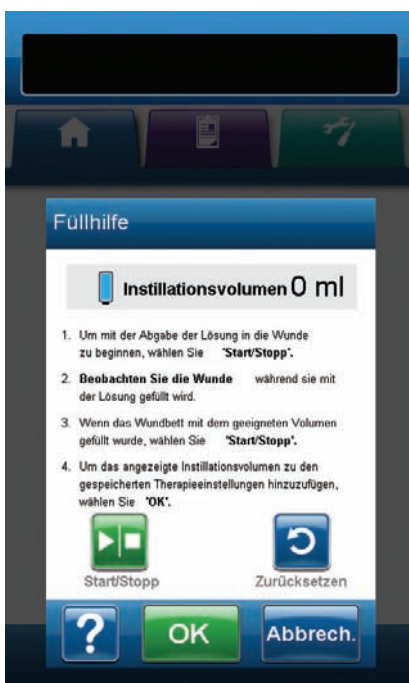 Füllhilfe
Instillationsvolumen 0 ml
1. Um mit der Abgabe der Lösung in die Wunde
zu beginnen, wählen Sie "Start/Stopp".
2. Beobachten Sie die Wunde während sie mit
der Lösung gefüllt wird.
3. Wenn das Wundbett mit dem geeigneten Volumen
gefüllt wurde, wählen Sie "Start/Stopp".
4. Um das angezeigte Instillationsvolumen zu den
gespeicherten Therapieeinstellungen hinzuzufügen,
wählen Sie "OK".
Start/Stopp Zurücksetzen
? OK Abbrech.